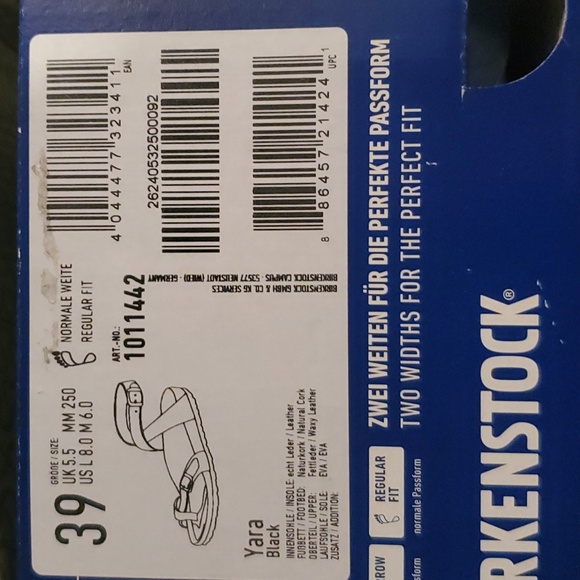 39
GRÖßE / SIZE:
UK 5.5 MM 250
US L 8.0 M 6.0
NORMALE WEITE
REGULAR FIT
ART.-NO.:
1011442
4 044477 323411
EAN
26240532500092
8 86457 21424 1
UPC
BIRKENSTOCK GMBH & CO. KG SERVICES
BIRKENSTOCK CAMPUS · 53577 NEUSTADT (WIED) · GERMANY
Yara
Black
INNENSOHLE / INSOLE: echt Leder / Leather
FUßBETT / FOOTBED: Naturkork / Natural Cork
OBERTEIL / UPPER: Fettleder / Waxy Leather
LAUFSOHLE / SOLE: EVA / EVA
ZUSATZ / ADDITION:
ZWEI WEITEN FÜR DIE PERFEKTE PASSFORM
TWO WIDTHS FOR THE PERFECT FIT
ROW
REGULAR
FIT
sform
normale Passform
RKENSTOCK®